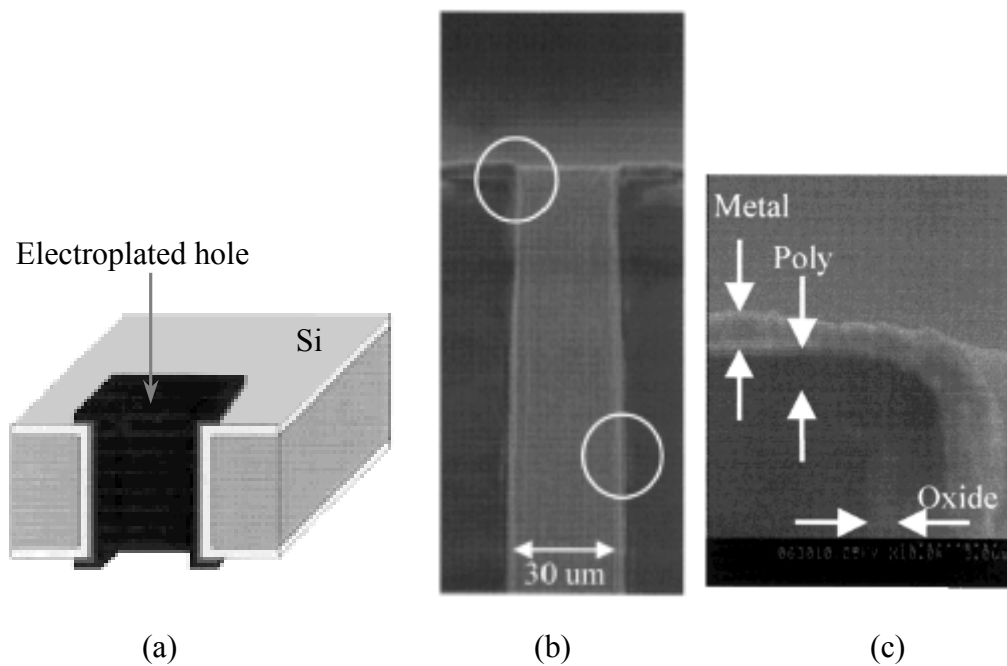 Electroplated hole
Si
30 um
Metal
Poly
Oxide
(a)
(b)
(c)